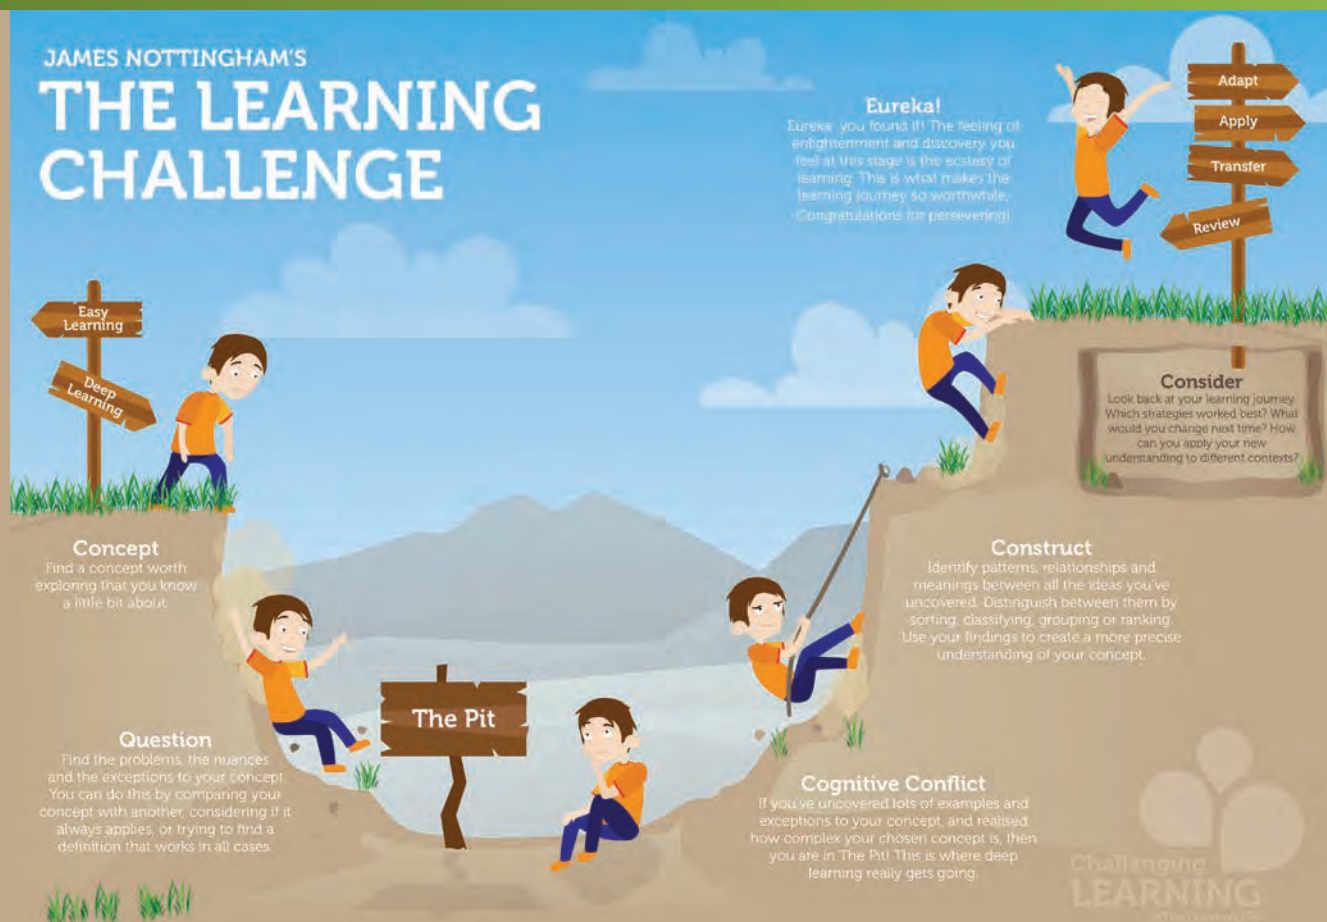 JAMES NOTTINGHAM'S
THE LEARNING
CHALLENGE
Easy
Learning
Deep
Learning
Concept
Find a concept worth
exploring that you know
a little bit about.
Question
Find the problems, the nuances
and the exceptions to your concept.
You can do this by comparing your
concept with another, considering if it
always applies, or trying to find a
definition that works in all cases.
The Pit
Cognitive Conflict
If you've uncovered lots of examples and
exceptions to your concept, and realised
how complex your chosen concept is, then
you are in 'The Pit! This is where deep
learning really gets going.
Construct
Identify patterns, relationships and
meanings between all the ideas you've
uncovered. Distinguish between them by
sorting, classifying, grouping or ranking.
Use your findings to create a more precise
understanding of your concept.
Eureka!
Eureka, you found it! The feeling of
enlightenment and discovery you
feel at this stage is the ecstasy of
learning. This is what makes the
learning journey so worthwhile.
Congratulations for persevering!
Adapt
Apply
Transfer
Review
Consider
Look back at your learning journey
Which strategies worked best? What
would you change next time? How
can you apply your new
understanding to different contexts?
Challenging
LEARNING